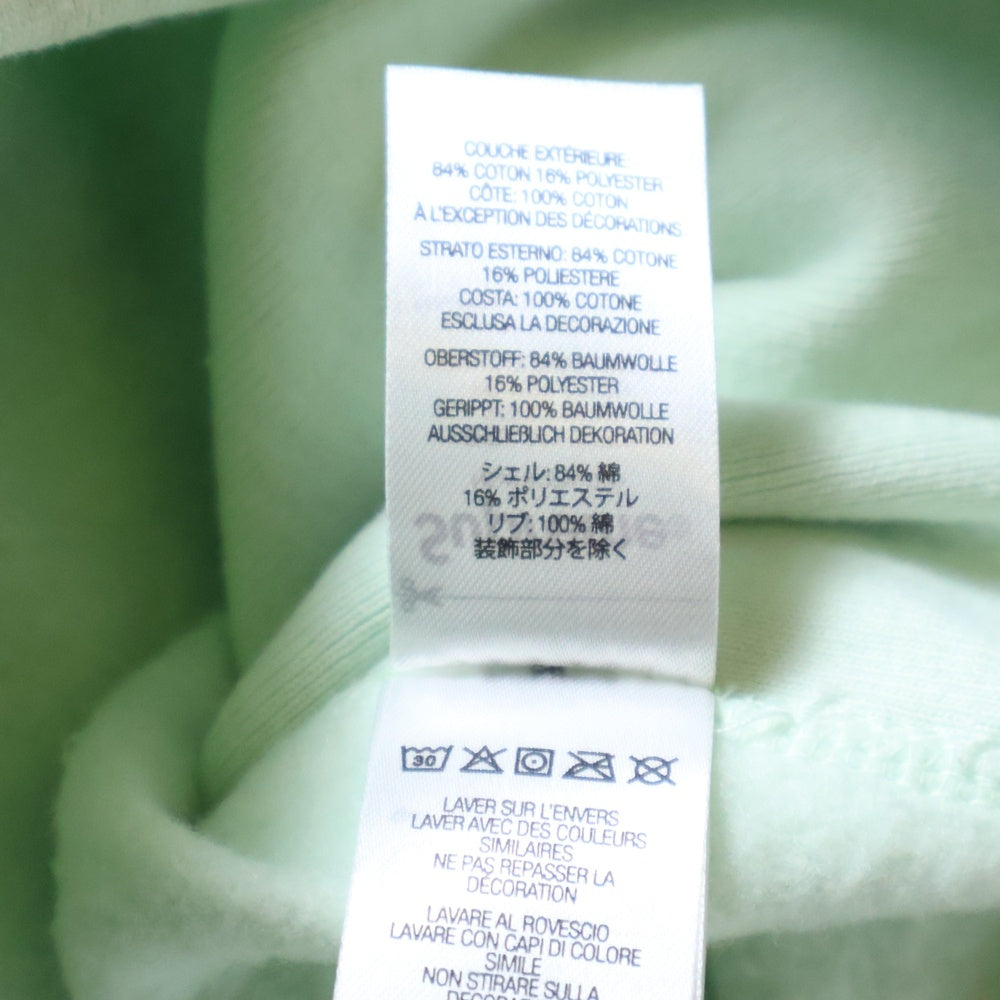 COUCHE EXTÉRIEURE:
84% COTON 16% POLYESTER
CÔTE: 100% COTON
À L'EXCEPTION DES DÉCORATIONS
STRATO ESTERNO: 84% COTONE
16% POLIESTERE
COSTA: 100% COTONE
ESCLUSA LA DECORAZIONE
OBERSTOFF: 84% BAUMWOLLE
16% POLYESTER
GERIPPT: 100% BAUMWOLLE
AUSSCHLIEßLICH DEKORATION
シェル: 84% 綿
16% ポリエステル
リブ: 100% 綿
装飾部分を除く
30
LAVER SUR L'ENVERS
LAVER AVEC DES COULEURS
SIMILAIRES
NE PAS REPASSER LA
DÉCORATION
LAVARE AL ROVESCIO
LAVARE CON CAPI DI COLORE
SIMILE
NON STIRARE SULLA